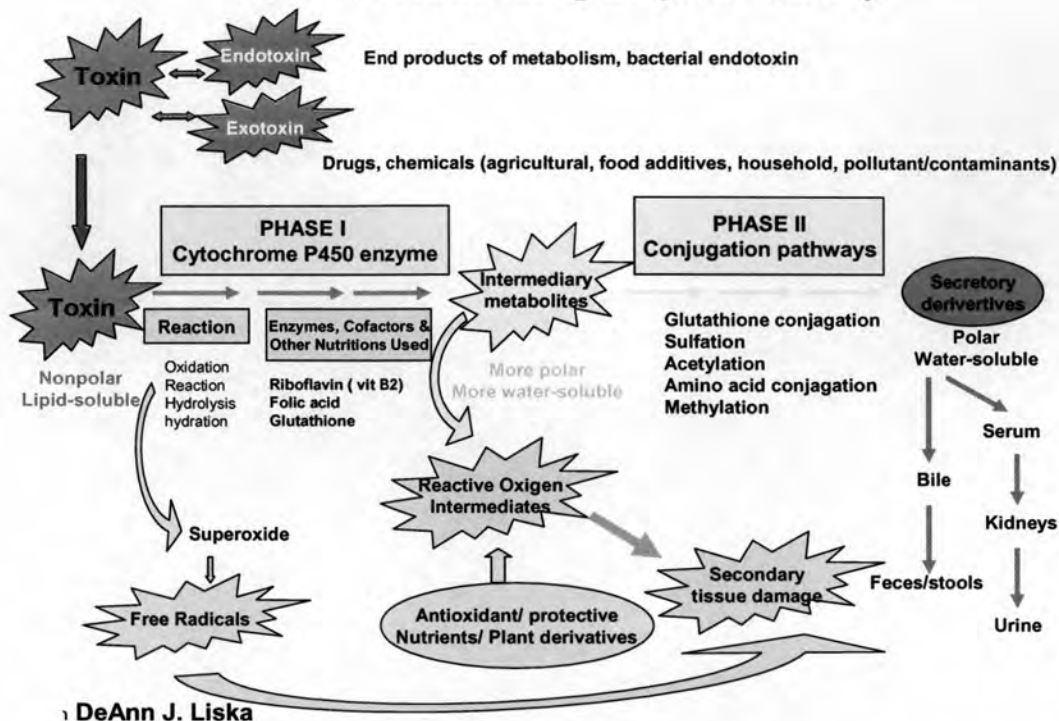 Toxin
Endotoxin
Exotoxin
End products of metabolism, bacterial endotoxin
Drugs, chemicals (agricultural, food additives, household, pollutant/contaminants)
PHASE I
Cytochrome P450 enzyme
PHASE II
Conjugation pathways
Toxin
Nonpolar
Lipid-soluble
Reaction
Oxidation
Reaction
Hydrolysis
hydration
Enzymes, Cofactors &
Other Nutritions Used
Riboflavin ( vit B2)
Folic acid
Glutathione
Intermediary
metabolites
More polar
More water-soluble
Glutathione conjagation
Sulfation
Acetylation
Amino acid conjagation
Methylation
Secretory
derivertives
Polar
Water-soluble
Bile
Feces/stools
Serum
Kidneys
Urine
Superoxide
Free Radicals
Reactive Oxigen
Intermediates
Antioxidant/ protective
Nutrients/ Plant derivatives
Secondary
tissue damage
DeAnn J. Liska